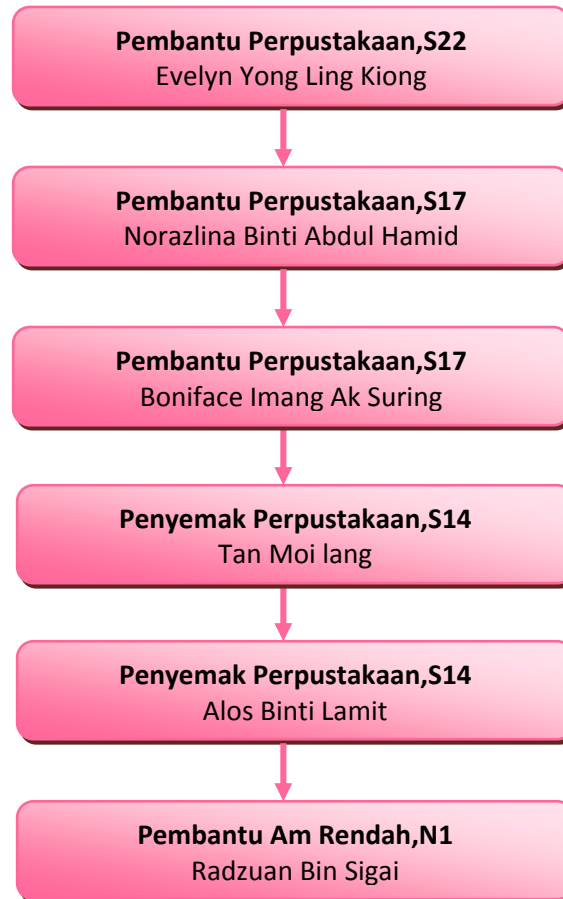 Pembantu Perpustakaan,S22
Evelyn Yong Ling Kiong
Pembantu Perpustakaan,S17
Norazlina Binti Abdul Hamid
Pembantu Perpustakaan,S17
Boniface Imang Ak Suring
Penyemak Perpustakaan,S14
Tan Moi lang
Penyemak Perpustakaan,S14
Alos Binti Lamit
Pembantu Am Rendah,N1
Radzuan Bin Sigai